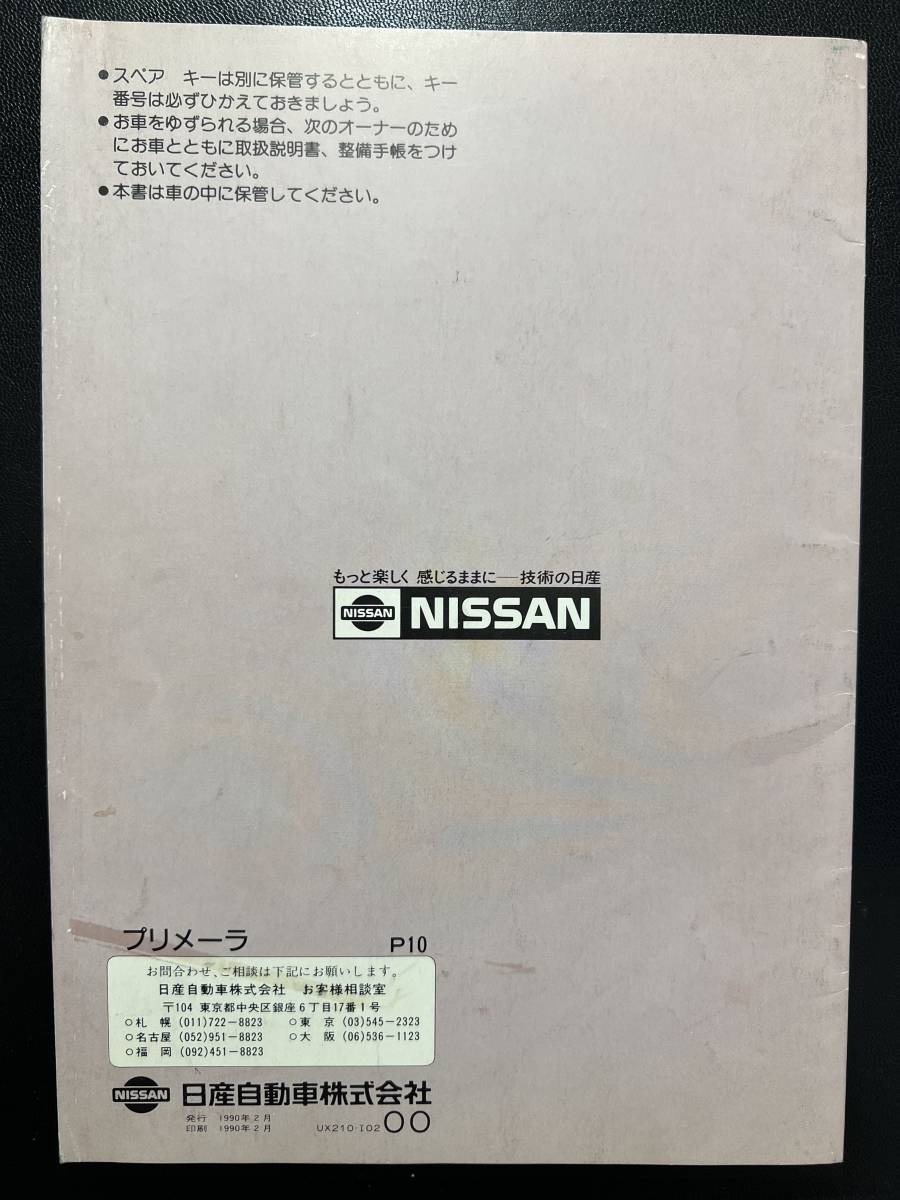 ●スペア　キーは別に保管するとともに、キー
番号は必ずひかえておきましょう。
●お車をゆずられる場合、次のオーナーのため
にお車とともに取扱説明書、整備手帳をつけ
ておいてください。
●本書は車の中に保管してください。
もっと楽しく 感じるままに──技術の日産
NISSAN NISSAN
プリメーラ P10
お問合わせ、ご相談は下記にお願いします。
日産自動車株式会社　お客様相談室
〒104 東京都中央区銀座6丁目17番1号
○札　幌 (011)722－8823 ○東　京 (03)545－2323
○名古屋 (052)951－8823 ○大　阪 (06)536－1123
○福　岡 (092)451－8823
NISSAN 日産自動車株式会社
発行 1990年2月
印刷 1990年2月 UX210・I02 00